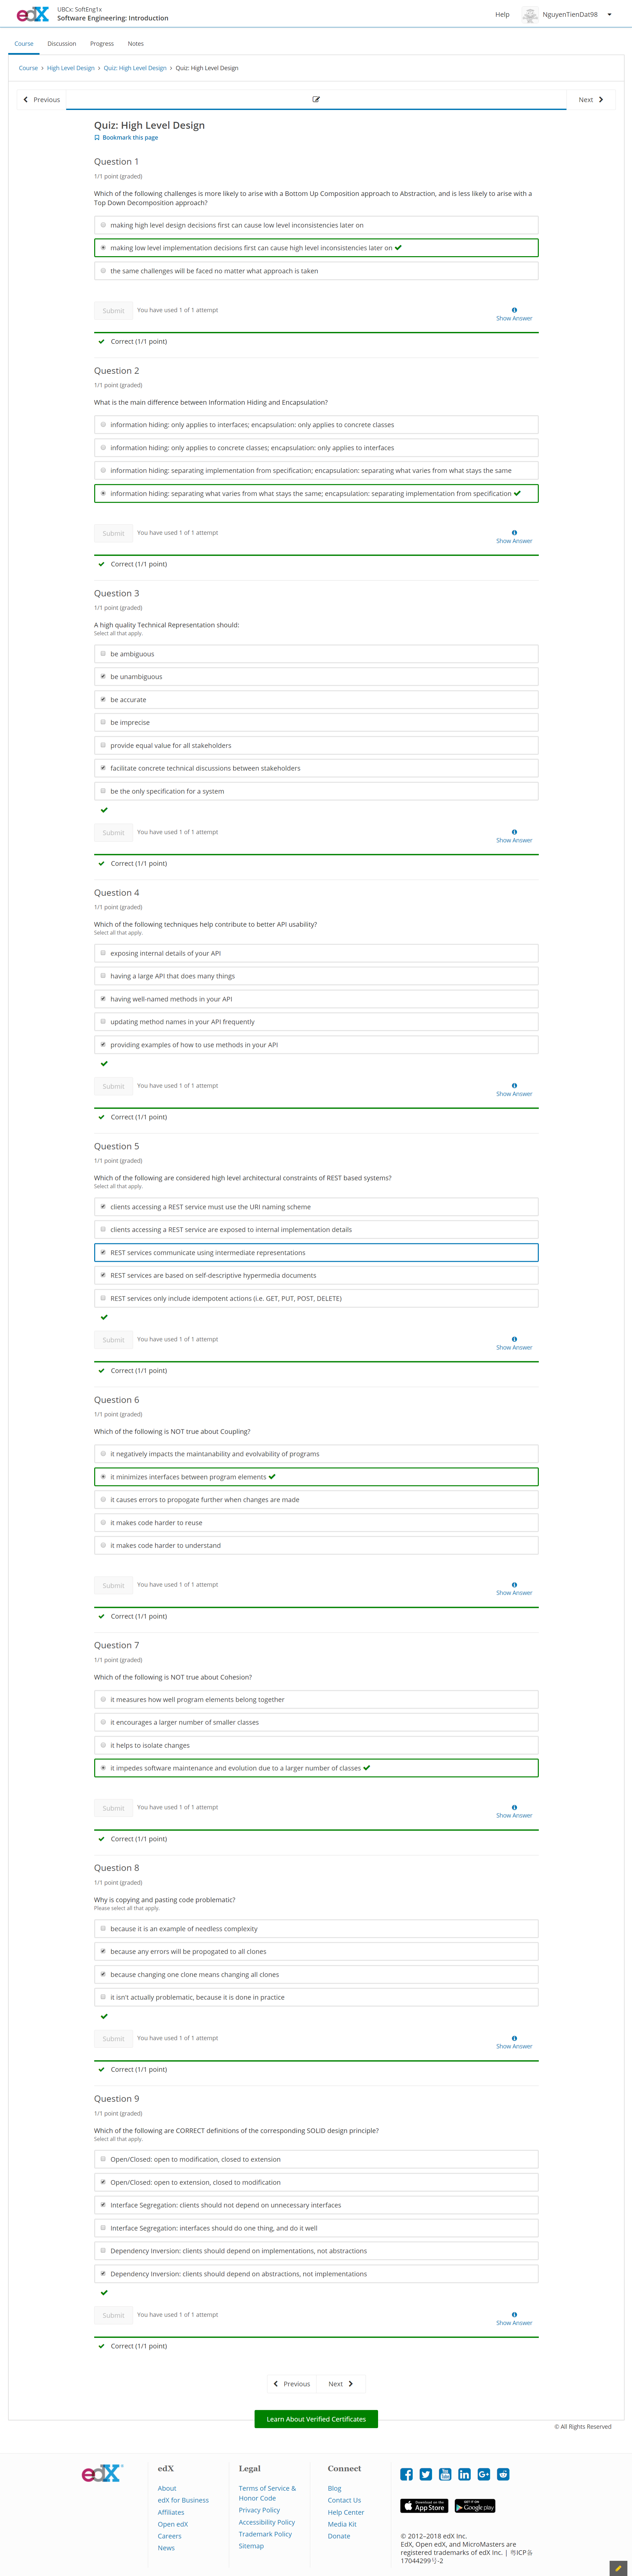 edX
UBCx: SoftEng1x
Software Engineering: Introduction
Help
NguyenTienDat98
Course
Discussion
Progress
Notes
Course > High Level Design > Quiz: High Level Design > Quiz: High Level Design
Previous
Next
Quiz: High Level Design
Bookmark this page
Question 1
1/1 point (graded)
Which of the following challenges is more likely to arise with a Bottom Up Composition approach to Abstraction, and is less likely to arise with a
Top Down Decomposition approach?
making high level design decisions first can cause low level inconsistencies later on
making low level implementation decisions first can cause high level inconsistencies later on
the same challenges will be faced no matter what approach is taken
Submit
You have used 1 of 1 attempt
Show Answer
Correct (1/1 point)
Question 2
1/1 point (graded)
What is the main difference between Information Hiding and Encapsulation?
information hiding: only applies to interfaces; encapsulation: only applies to concrete classes
information hiding: only applies to concrete classes; encapsulation: only applies to interfaces
information hiding: separating implementation from specification; encapsulation: separating what varies from what stays the same
information hiding: separating what varies from what stays the same; encapsulation: separating implementation from specification
Submit
You have used 1 of 1 attempt
Show Answer
Correct (1/1 point)
Question 3
1/1 point (graded)
A high quality Technical Representation should:
Select all that apply.
be ambiguous
be unambiguous
be accurate
be imprecise
provide equal value for all stakeholders
facilitate concrete technical discussions between stakeholders
be the only specification for a system
Submit
You have used 1 of 1 attempt
Show Answer
Correct (1/1 point)
Question 4
1/1 point (graded)
Which of the following techniques help contribute to better API usability?
Select all that apply.
exposing internal details of your API
having a large API that does many things
having well-named methods in your API
updating method names in your API frequently
providing examples of how to use methods in your API
Submit
You have used 1 of 1 attempt
Show Answer
Correct (1/1 point)
Question 5
1/1 point (graded)
Which of the following are considered high level architectural constraints of REST based systems?
Select all that apply.
clients accessing a REST service must use the URI naming scheme
clients accessing a REST service are exposed to internal implementation details
REST services communicate using intermediate representations
REST services are based on self-descriptive hypermedia documents
REST services only include idempotent actions (i.e. GET, PUT, POST, DELETE)
Submit
You have used 1 of 1 attempt
Show Answer
Correct (1/1 point)
Question 6
1/1 point (graded)
Which of the following is NOT true about Coupling?
it negatively impacts the maintanability and evolvability of programs
it minimizes interfaces between program elements
it causes errors to propogate further when changes are made
it makes code harder to reuse
it makes code harder to understand
Submit
You have used 1 of 1 attempt
Show Answer
Correct (1/1 point)
Question 7
1/1 point (graded)
Which of the following is NOT true about Cohesion?
it measures how well program elements belong together
it encourages a larger number of smaller classes
it helps to isolate changes
it impedes software maintenance and evolution due to a larger number of classes
Submit
You have used 1 of 1 attempt
Show Answer
Correct (1/1 point)
Question 8
1/1 point (graded)
Why is copying and pasting code problematic?
Please select all that apply.
because it is an example of needless complexity
because any errors will be propogated to all clones
because changing one clone means changing all clones
it isn't actually problematic, because it is done in practice
Submit
You have used 1 of 1 attempt
Show Answer
Correct (1/1 point)
Question 9
1/1 point (graded)
Which of the following are CORRECT definitions of the corresponding SOLID design principle?
Select all that apply.
Open/Closed: open to modification, closed to extension
Open/Closed: open to extension, closed to modification
Interface Segregation: clients should not depend on unnecessary interfaces
Interface Segregation: interfaces should do one thing, and do it well
Dependency Inversion: clients should depend on implementations, not abstractions
Dependency Inversion: clients should depend on abstractions, not implementations
Submit
You have used 1 of 1 attempt
Show Answer
Correct (1/1 point)
Previous
Next
Learn About Verified Certificates
© All Rights Reserved
edX
edX
About
edX for Business
Affiliates
Open edX
Careers
News
Legal
Terms of Service &
Honor Code
Privacy Policy
Accessibility Policy
Trademark Policy
Sitemap
Connect
Blog
Contact Us
Help Center
Media Kit
Donate
Download on the
App Store
GET IT ON
Google play
© 2012–2018 edX Inc.
EdX, Open edX, and MicroMasters are
registered trademarks of edX Inc. | 粤ICP备
17044299号-2